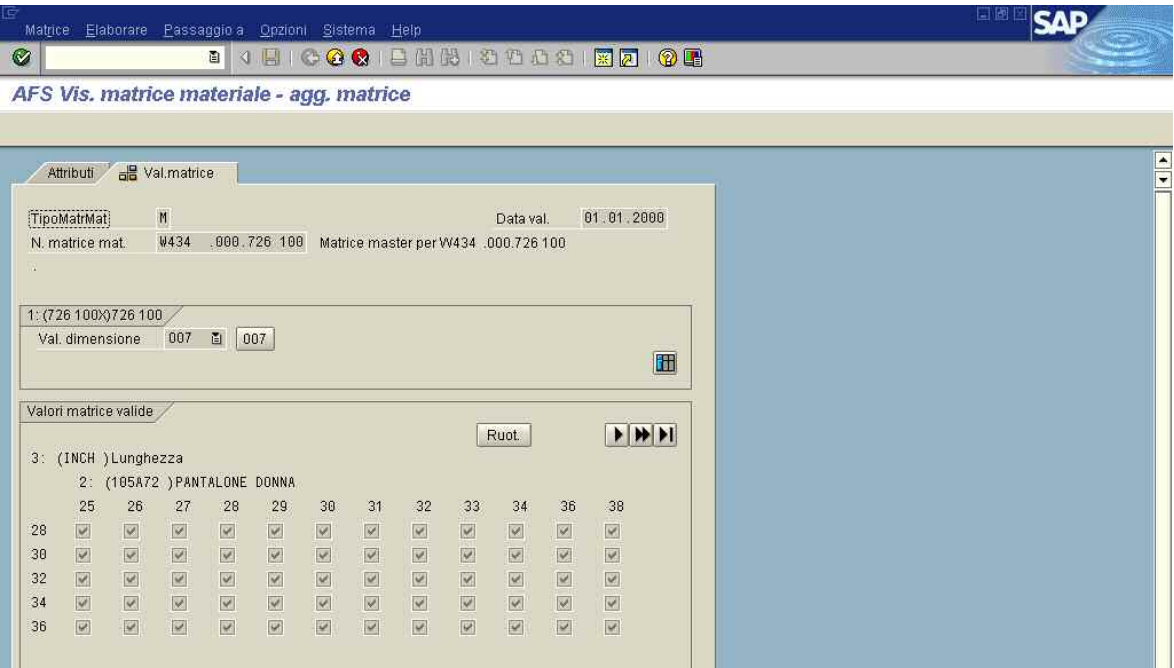 Matrice Elaborare Passaggio a Opzioni Sistema Help
SAP
AFS Vis. matrice materiale - agg. matrice
Attributi Val.matrice
TipoMatrMat M Data val. 01.01.2000
N. matrice mat. W434 .000.726 100 Matrice master per W434 .000.726 100
.
1: (726 100X)726 100
Val. dimensione 007 007
Valori matrice valide
Ruot.
3: (INCH )Lunghezza
2: (105A72 )PANTALONE DONNA
25 26 27 28 29 30 31 32 33 34 36 38
28
30
32
34
36